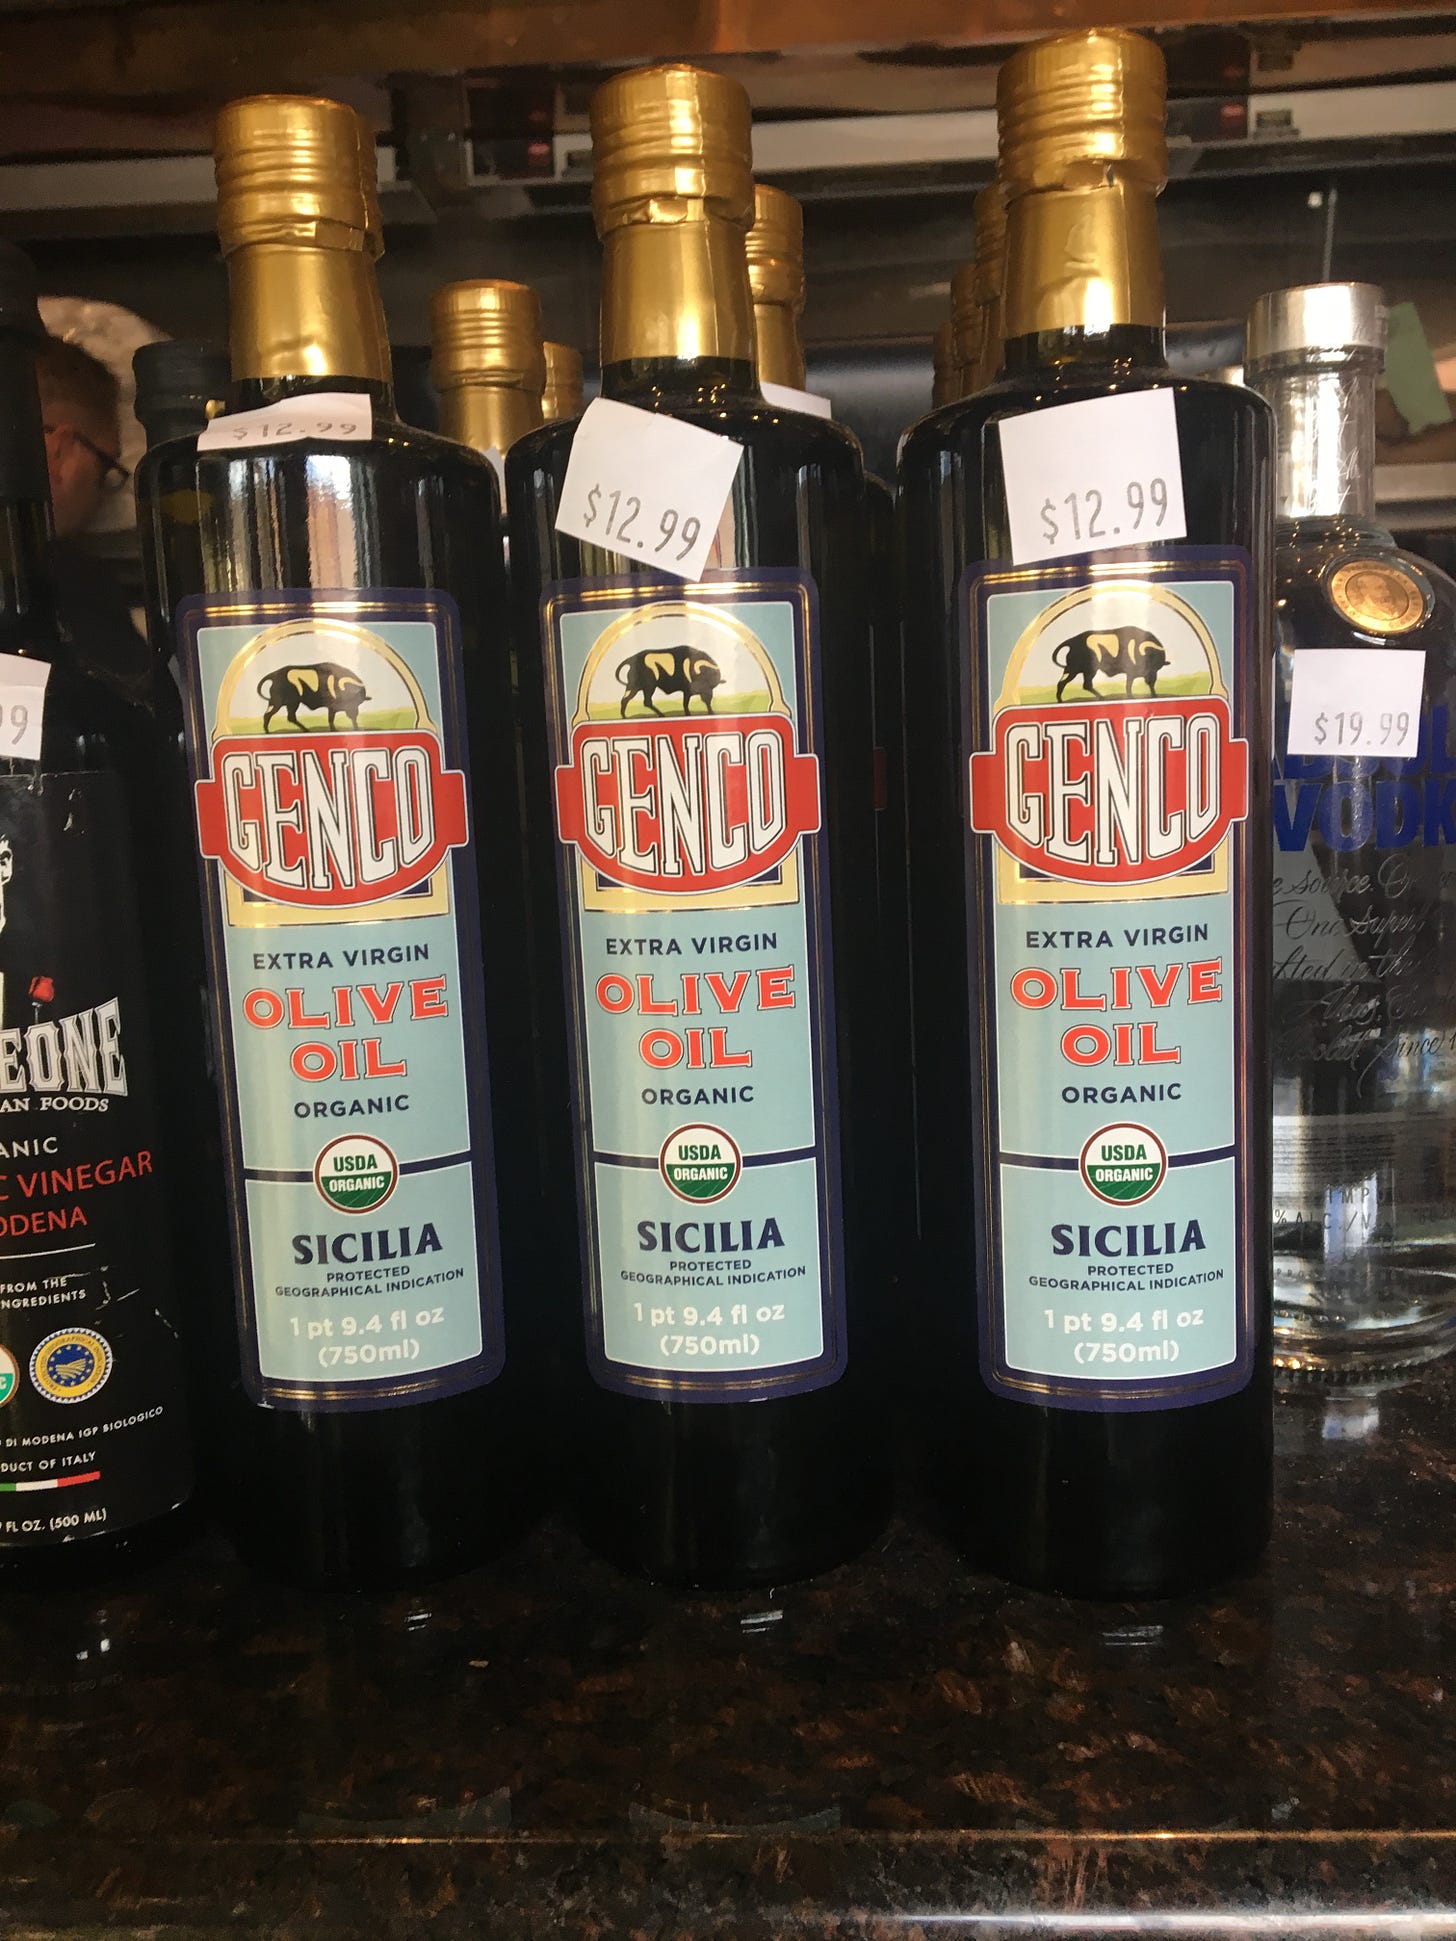 $12.99
GENCO
EXTRA VIRGIN
OLIVE
OIL
ORGANIC
USDA
ORGANIC
SICILIA
PROTECTED
GEOGRAPHICAL INDICATION
1 pt 9.4 fl oz
(750ml)
$12.99
GENCO
EXTRA VIRGIN
OLIVE
OIL
ORGANIC
USDA
ORGANIC
SICILIA
PROTECTED
GEOGRAPHICAL INDICATION
1 pt 9.4 fl oz
(750ml)
$12.99
GENCO
EXTRA VIRGIN
OLIVE
OIL
ORGANIC
USDA
ORGANIC
SICILIA
PROTECTED
GEOGRAPHICAL INDICATION
1 pt 9.4 fl oz
(750ml)
99
EONE
AN FOODS
ANIC
C VINEGAR
ODENA
FROM THE
NGREDIENTS
DI MODENA IGP BIOLOGICO
DUCT OF ITALY
FL OZ. (500 ML)
$19.99
VODK